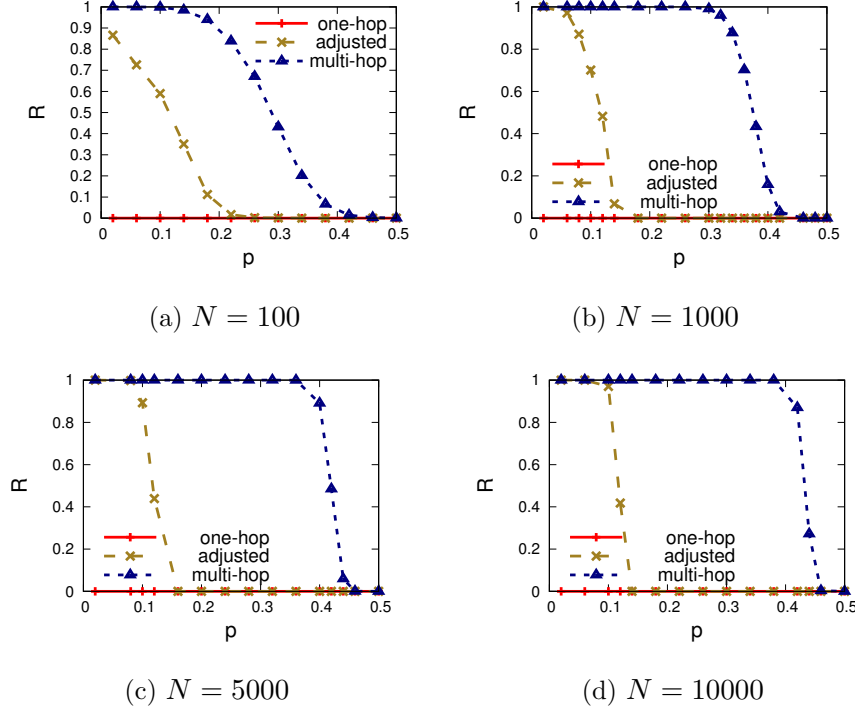 one-hop
adjusted
multi-hop
R
1
0.9
0.8
0.7
0.6
0.5
0.4
0.3
0.2
0.1
0
0 0.1 0.2 0.3 0.4 0.5
p
(a) N = 100
one-hop
adjusted
multi-hop
R
1
0.8
0.6
0.4
0.2
0
0 0.1 0.2 0.3 0.4 0.5
p
(b) N = 1000
one-hop
adjusted
multi-hop
R
1
0.8
0.6
0.4
0.2
0
0 0.1 0.2 0.3 0.4 0.5
p
(c) N = 5000
one-hop
adjusted
multi-hop
R
1
0.8
0.6
0.4
0.2
0
0 0.1 0.2 0.3 0.4 0.5
p
(d) N = 10000